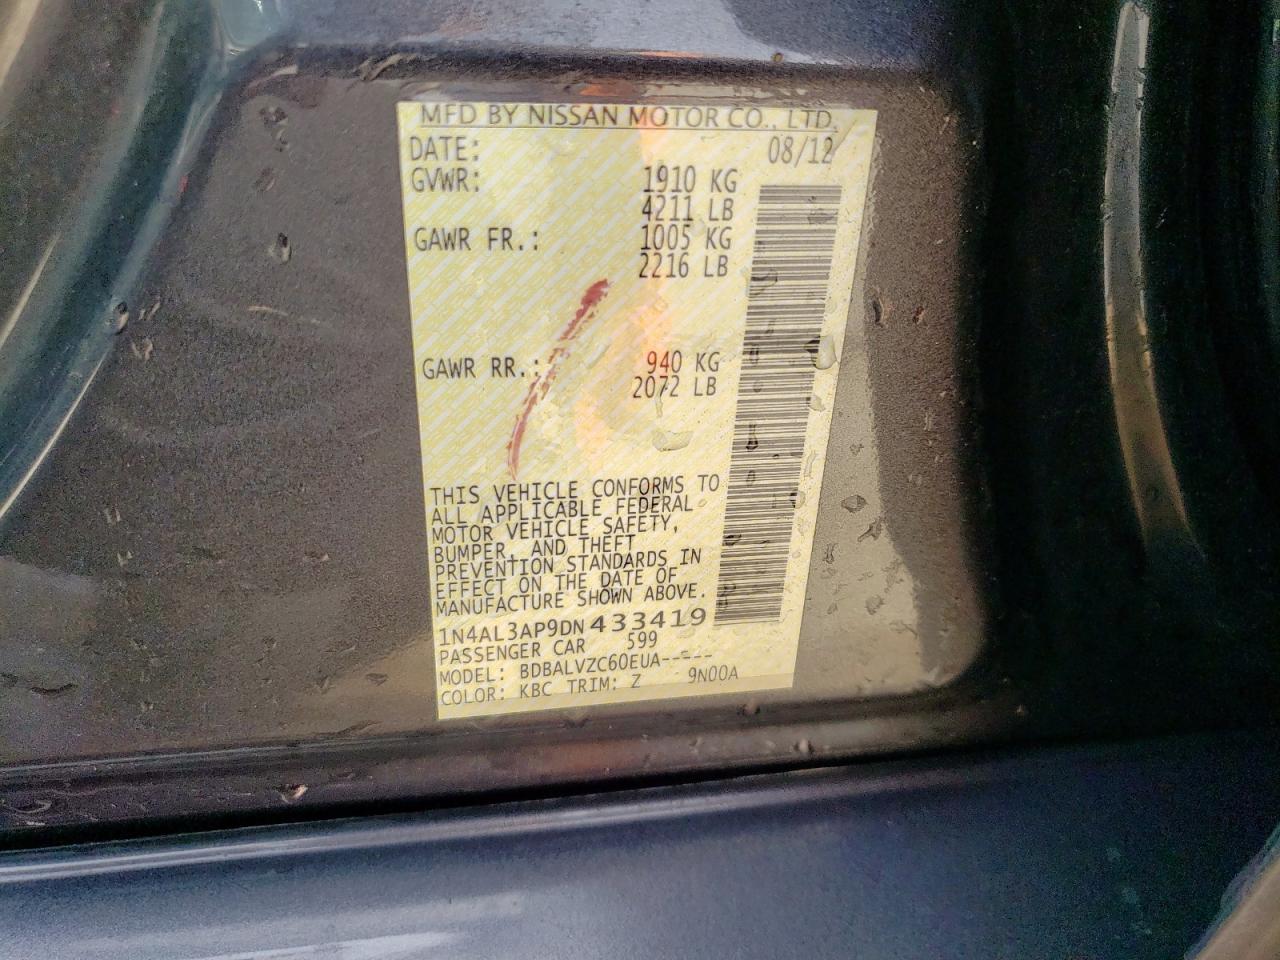 MFD BY NISSAN MOTOR CO., LTD.
DATE: 08/12
GVWR: 1910 KG
4211 LB
GAWR FR.: 1005 KG
2216 LB
GAWR RR.: 940 KG
2072 LB
THIS VEHICLE CONFORMS TO
ALL APPLICABLE FEDERAL
MOTOR VEHICLE SAFETY,
BUMPER, AND THEFT
PREVENTION STANDARDS IN
EFFECT ON THE DATE OF
MANUFACTURE SHOWN ABOVE.
1N4AL3AP9DN433419
PASSENGER CAR 599
MODEL: BDBALVZC60EUA-----
COLOR: KBC TRIM: Z 9N00A